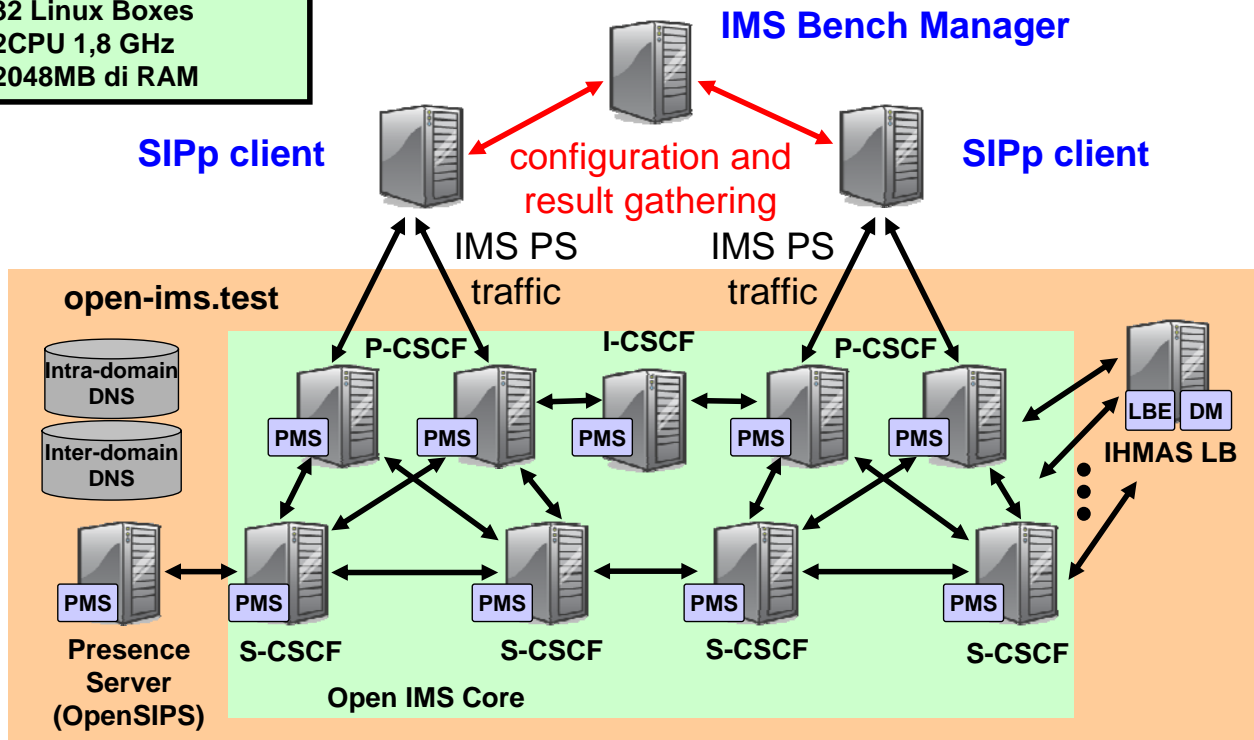 32 Linux Boxes
2CPU 1,8 GHz
2048MB di RAM
IMS Bench Manager
SIPp client
SIPp client
configuration and
result gathering
IMS PS
traffic
IMS PS
traffic
open-ims.test
Intra-domain
DNS
Inter-domain
DNS
P-CSCF
I-CSCF
P-CSCF
PMS
PMS
PMS
PMS
PMS
LBE
DM
IHMAS LB
PMS
PMS
PMS
PMS
PMS
Presence
Server
(OpenSIPS)
S-CSCF
S-CSCF
S-CSCF
S-CSCF
Open IMS Core